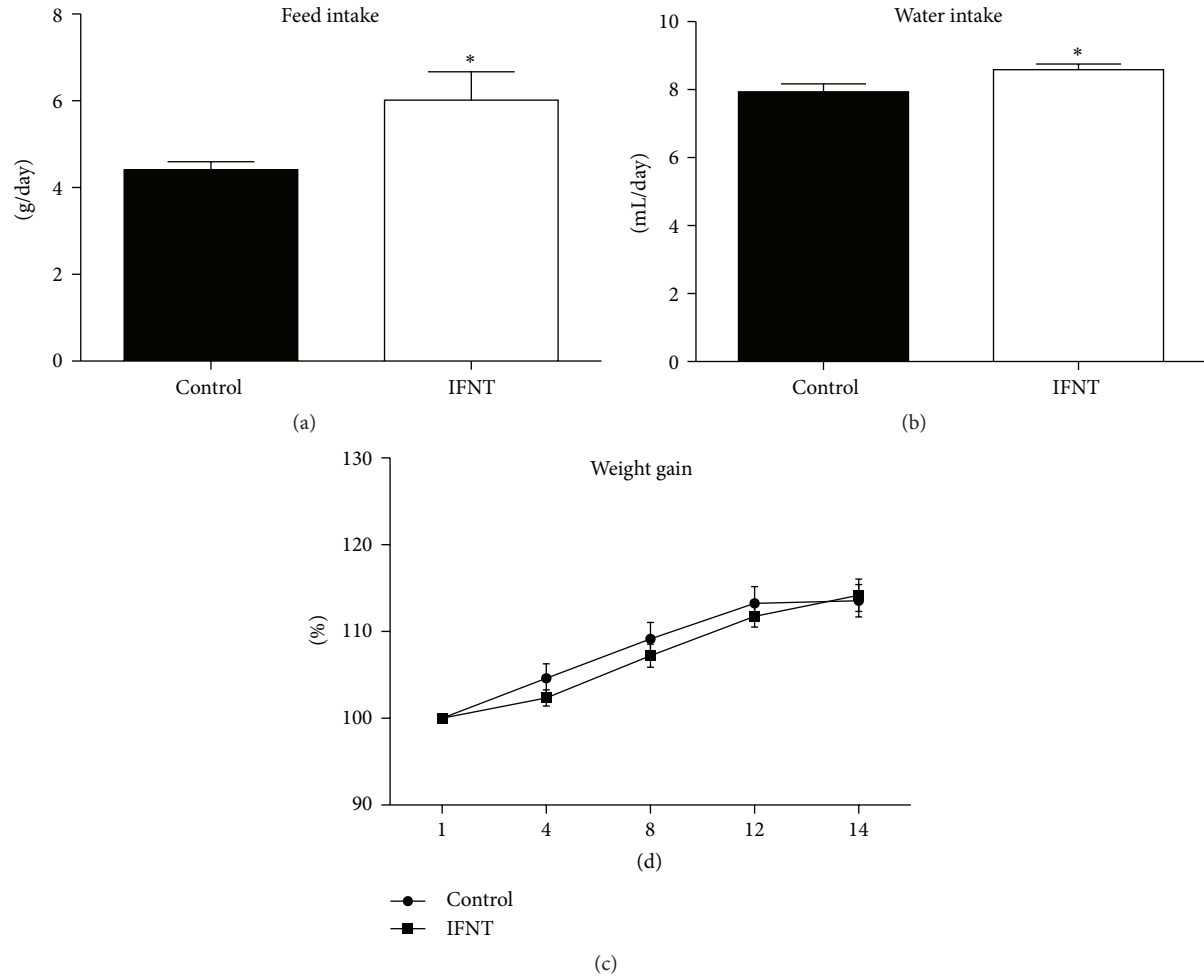 Feed intake
8
6
4
2
0
(g/day)
*
Control
IFNT
(a)
Water intake
10
8
6
4
2
0
(mL/day)
*
Control
IFNT
(b)
Weight gain
130
120
110
100
90
(%)
1 4 8 12 14
(d)
Control
IFNT
(c)